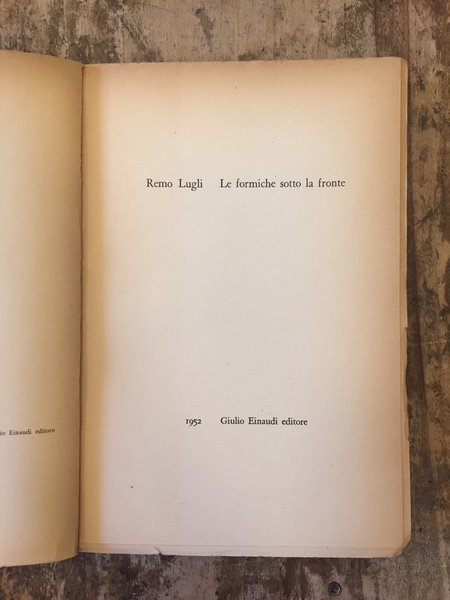 io Einaudi editore
Remo Lugli Le formiche sotto la fronte
1952 Giulio Einaudi editore